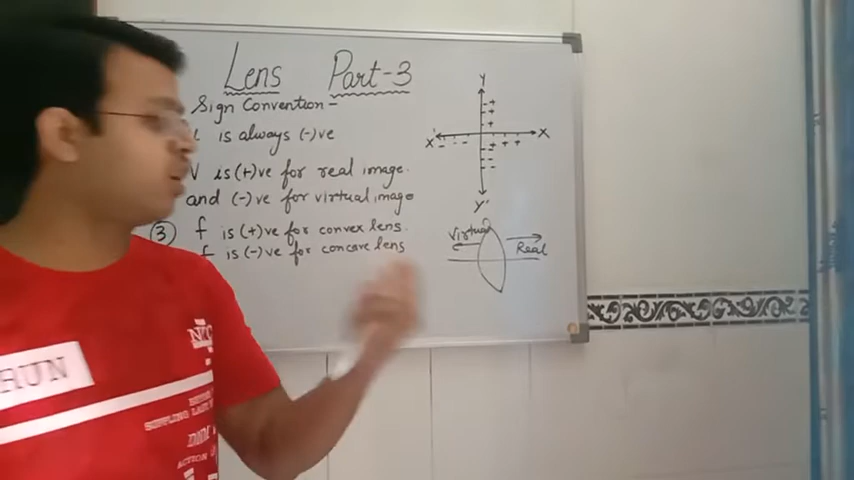 Lens Part-3
Sign Convention-
is always (-)ve
V is (+)ve for real image.
and (-)ve for virtual image
③ f is (+)ve for convex lens.
f is (-)ve for concave lens
Y
X' X
Y'
Virtual
Real
RUN